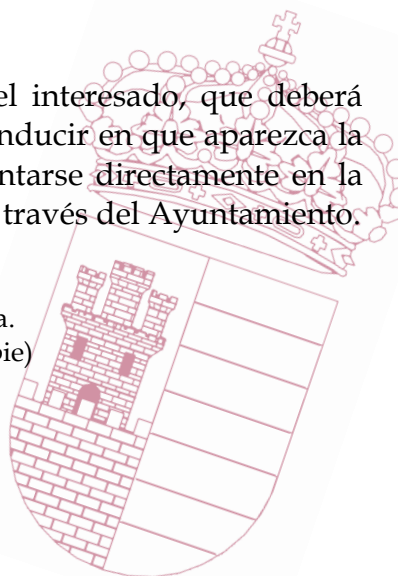 el interesado, que deberá
nducir en que aparezca la
ntarse directamente en la
través del Ayuntamiento.
a.
pie)